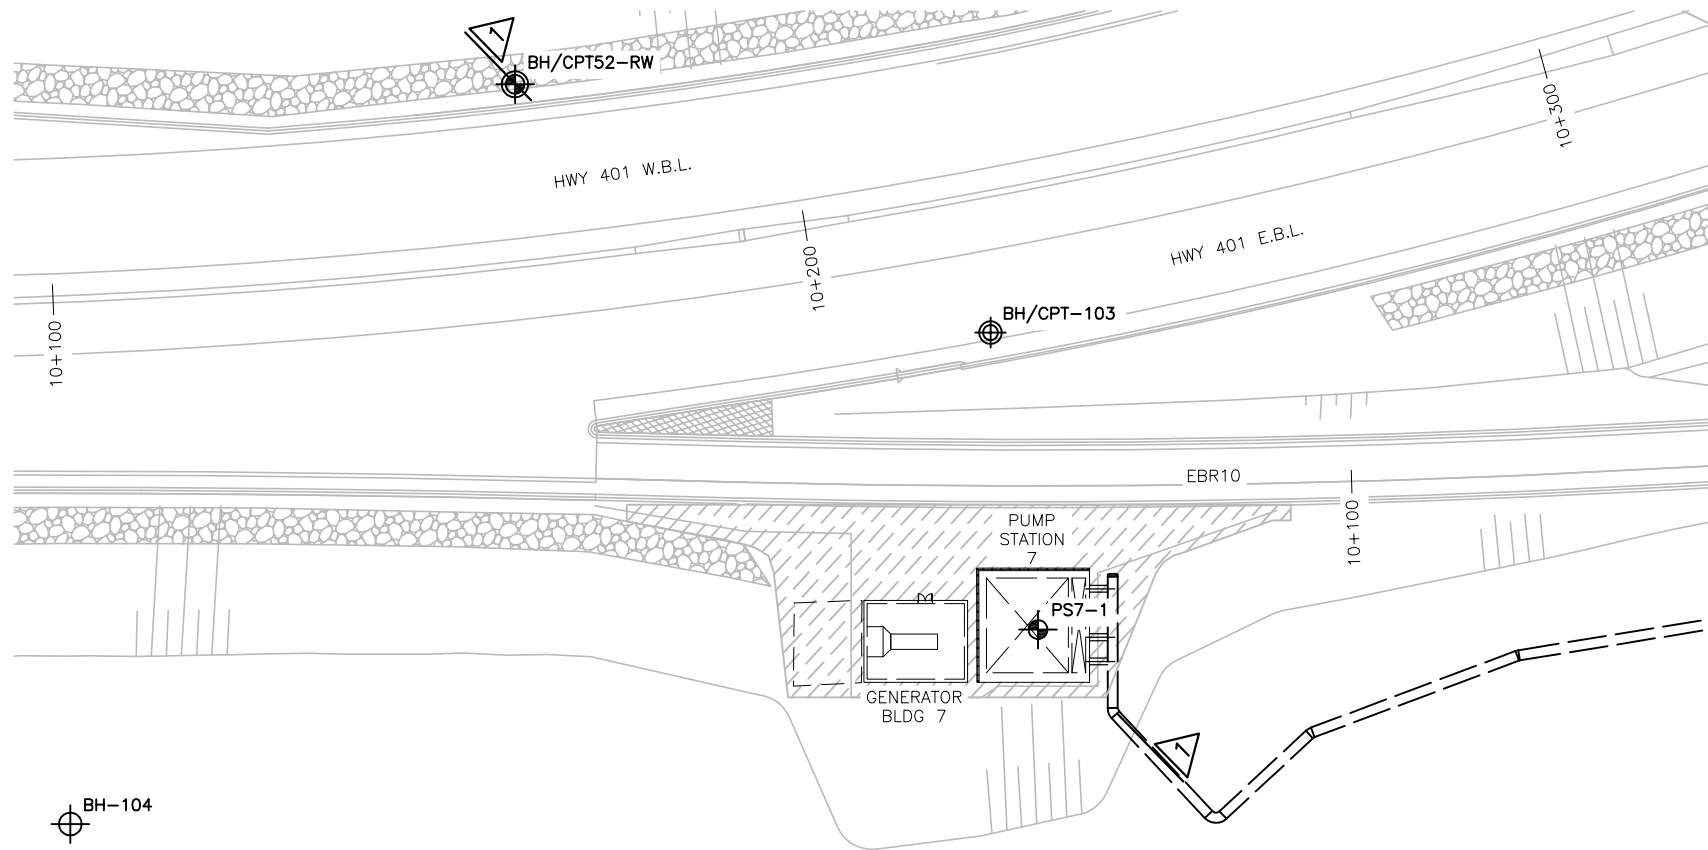 1
BH/CPT52-RW
10+300
HWY 401 W.B.L.
HWY 401 E.B.L.
10+200
BH/CPT-103
10+100
EBR10
PUMP
STATION
7
10+100
PS7-1
GENERATOR
BLDG 7
1
BH-104